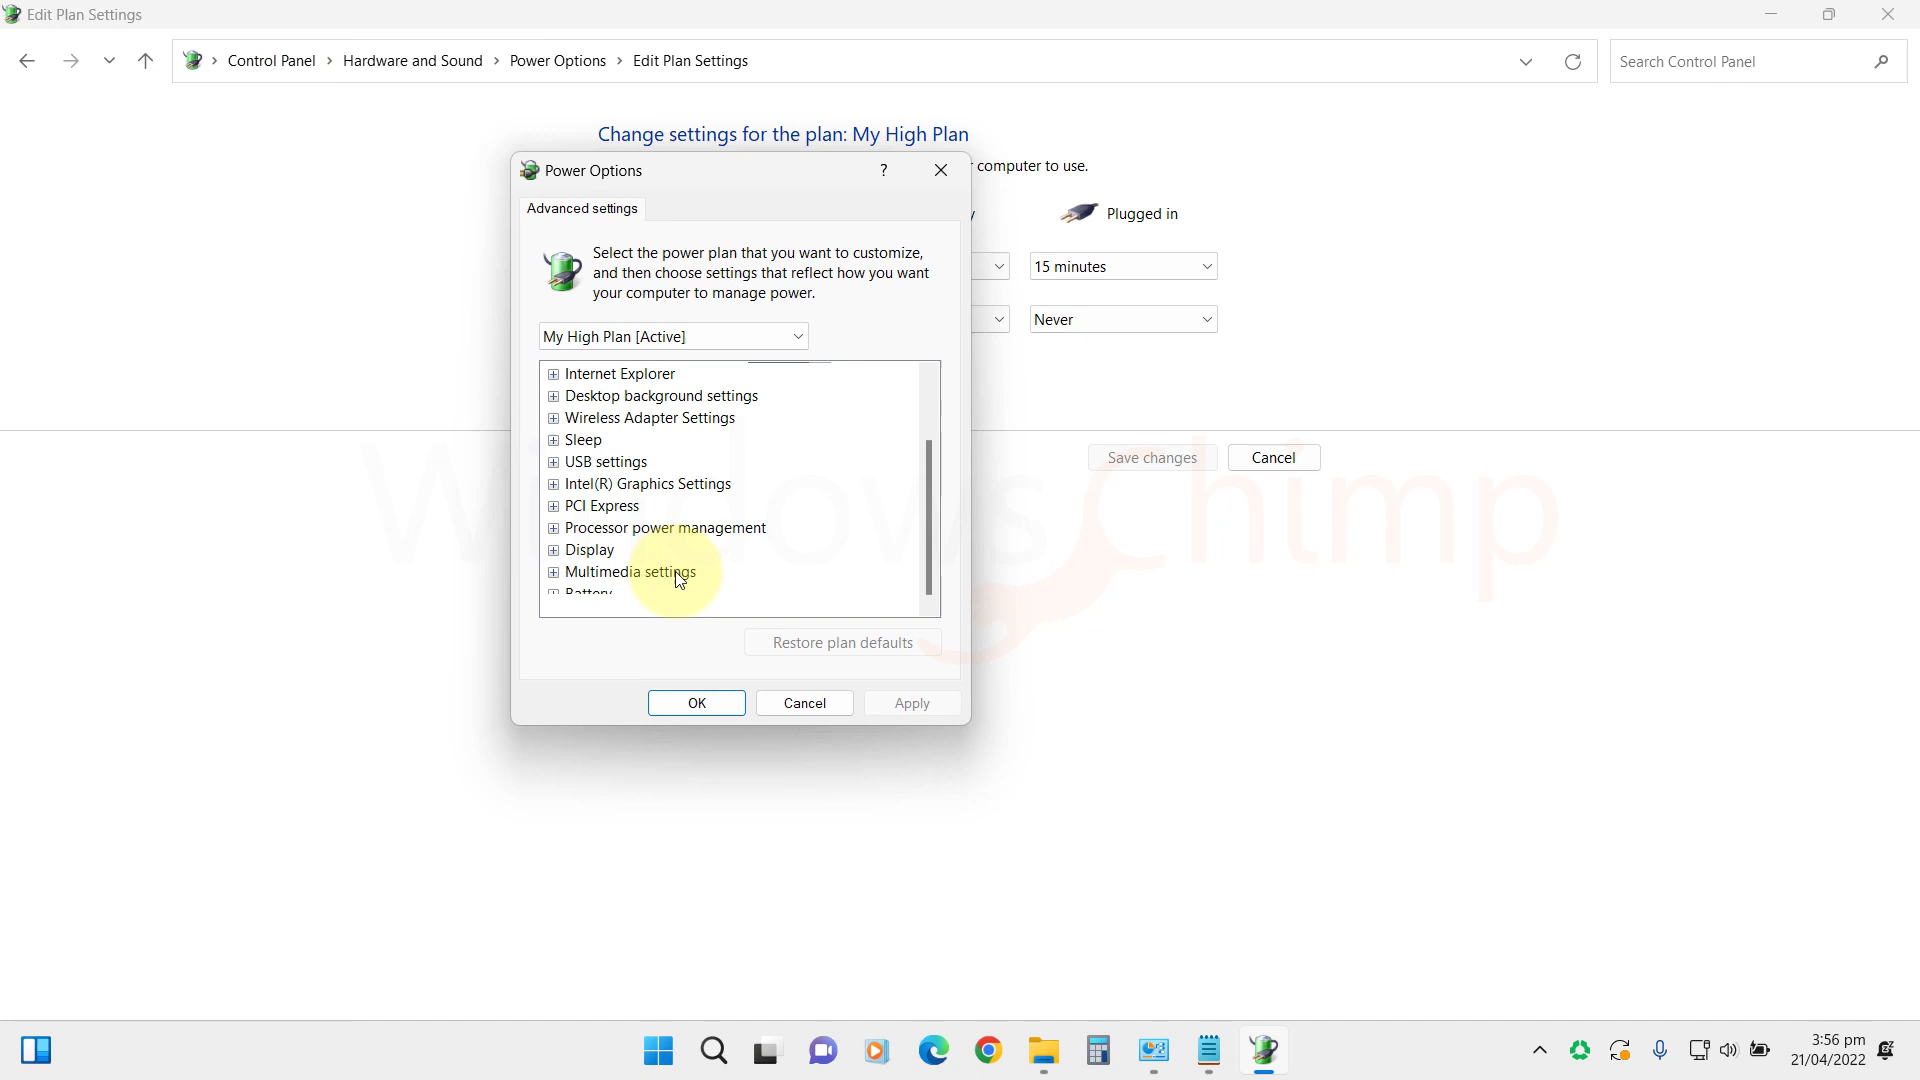 Edit Plan Settings
Control Panel > Hardware and Sound > Power Options > Edit Plan Settings
Search Control Panel
Change settings for the plan: My High Plan
Power Options
?
computer to use.
Advanced settings
Plugged in
Select the power plan that you want to customize,
and then choose settings that reflect how you want
your computer to manage power.
15 minutes
Never
My High Plan [Active]
Internet Explorer
Desktop background settings
Wireless Adapter Settings
Sleep
USB settings
Intel(R) Graphics Settings
PCI Express
Processor power management
Display
Multimedia settings
Battery
Save changes
Cancel
WindowsChimp
Restore plan defaults
OK
Cancel
Apply
3:56 pm
21/04/2022